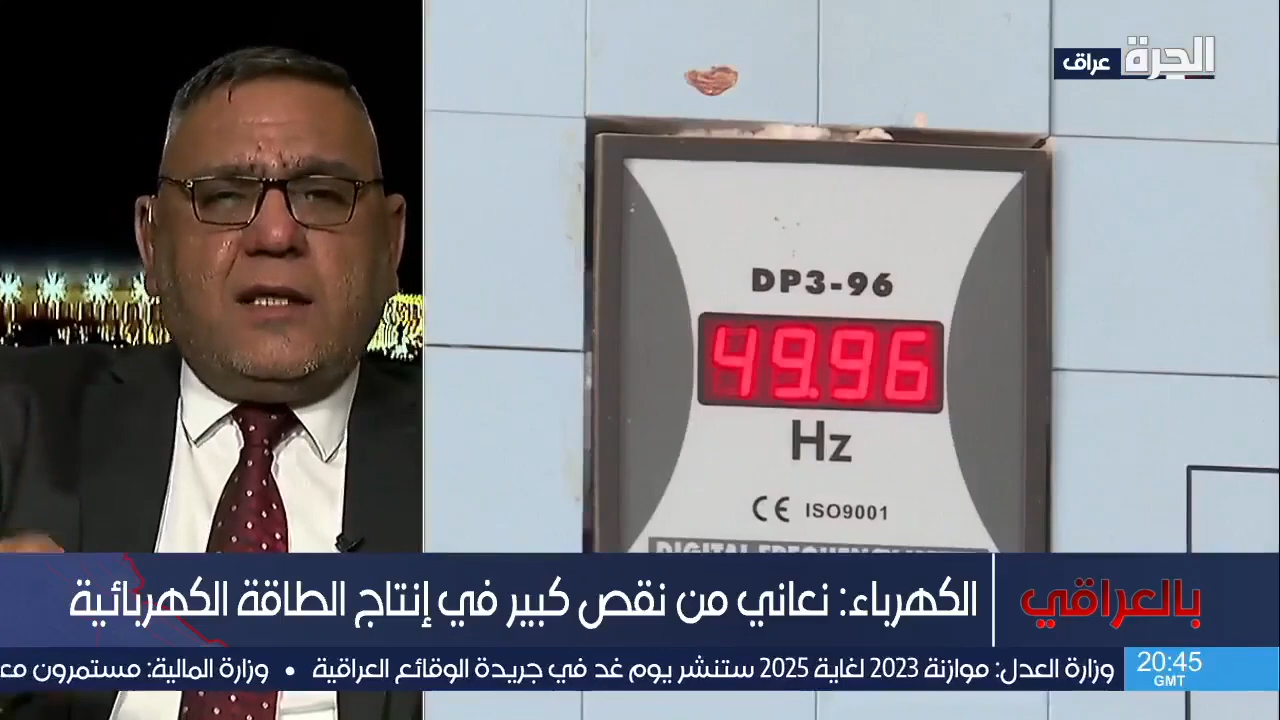 الحرة
عراق
DP3-96
49.96
Hz
CE ISO9001
DIGITAL FREQUENCY
بالعراقي
الكهرباء: نعاني من نقص كبير في إنتاج الطاقة الكهربائية
20:45
GMT
وزارة العدل: موازنة 2023 لغاية 2025 ستنشر يوم غد في جريدة الوقائع العراقية • وزارة المالية: مستمرون